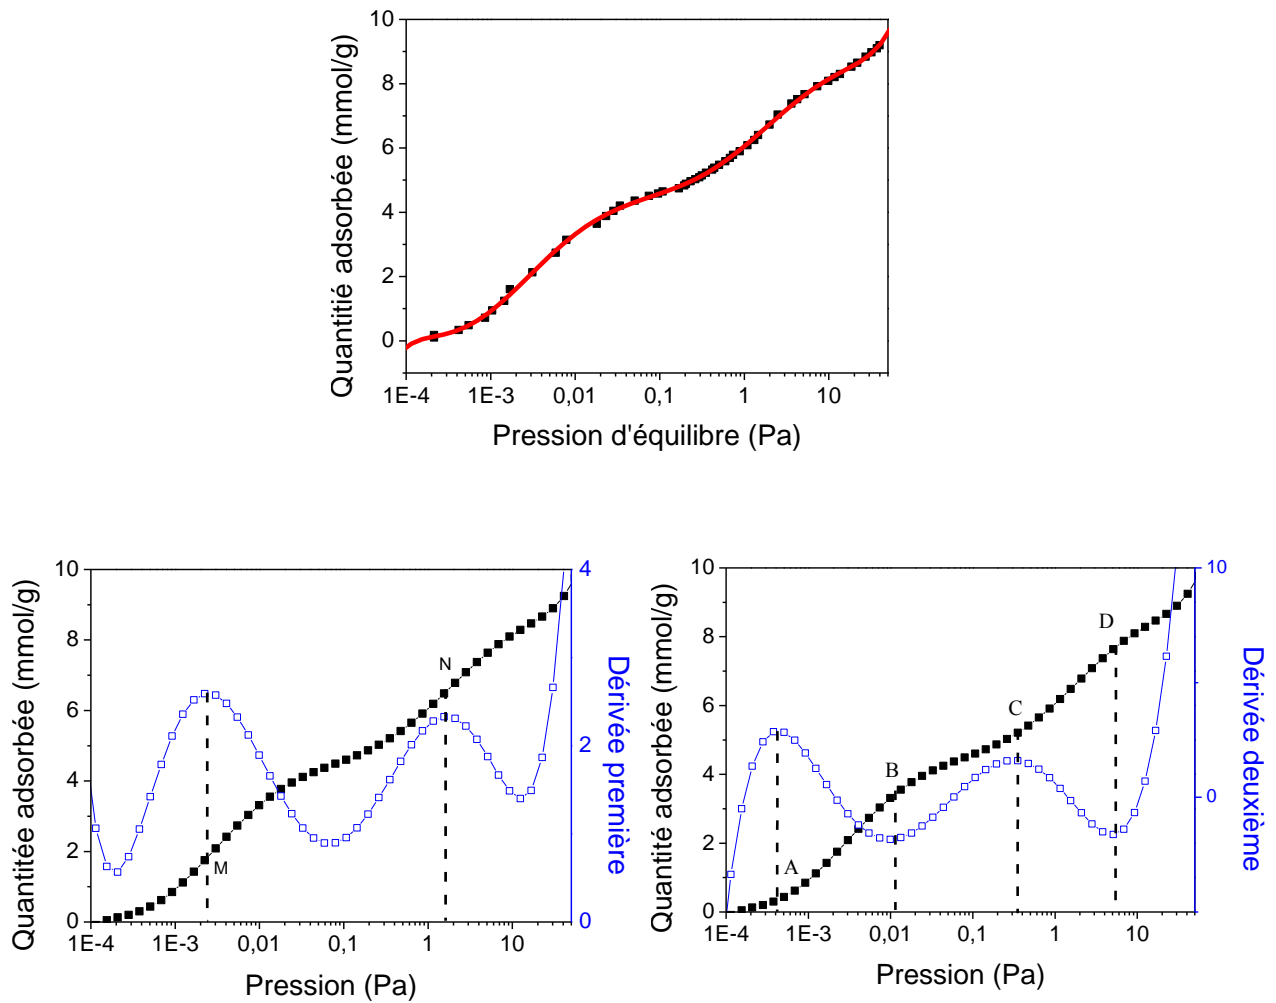 10
8
6
4
2
0
Quantité adsorbée (mmol/g)
1E-4 1E-3 0,01 0,1 1 10
Pression d'équilibre (Pa)
10
8
6
4
2
0
Quantitée adsorbée (mmol/g)
M
N
4
2
0
Dérivée première
1E-4 1E-3 0,01 0,1 1 10
Pression (Pa)
10
8
6
4
2
0
Quantité adsorbée (mmol/g)
A
B
C
D
10
0
Dérivée deuxième
1E-4 1E-3 0,01 0,1 1 10
Pression (Pa)